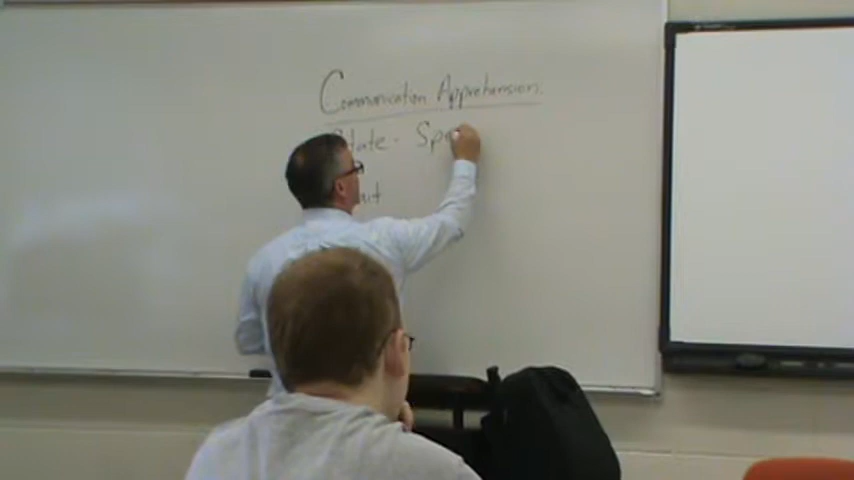 Communication Apprehension.
State - Spe
ait